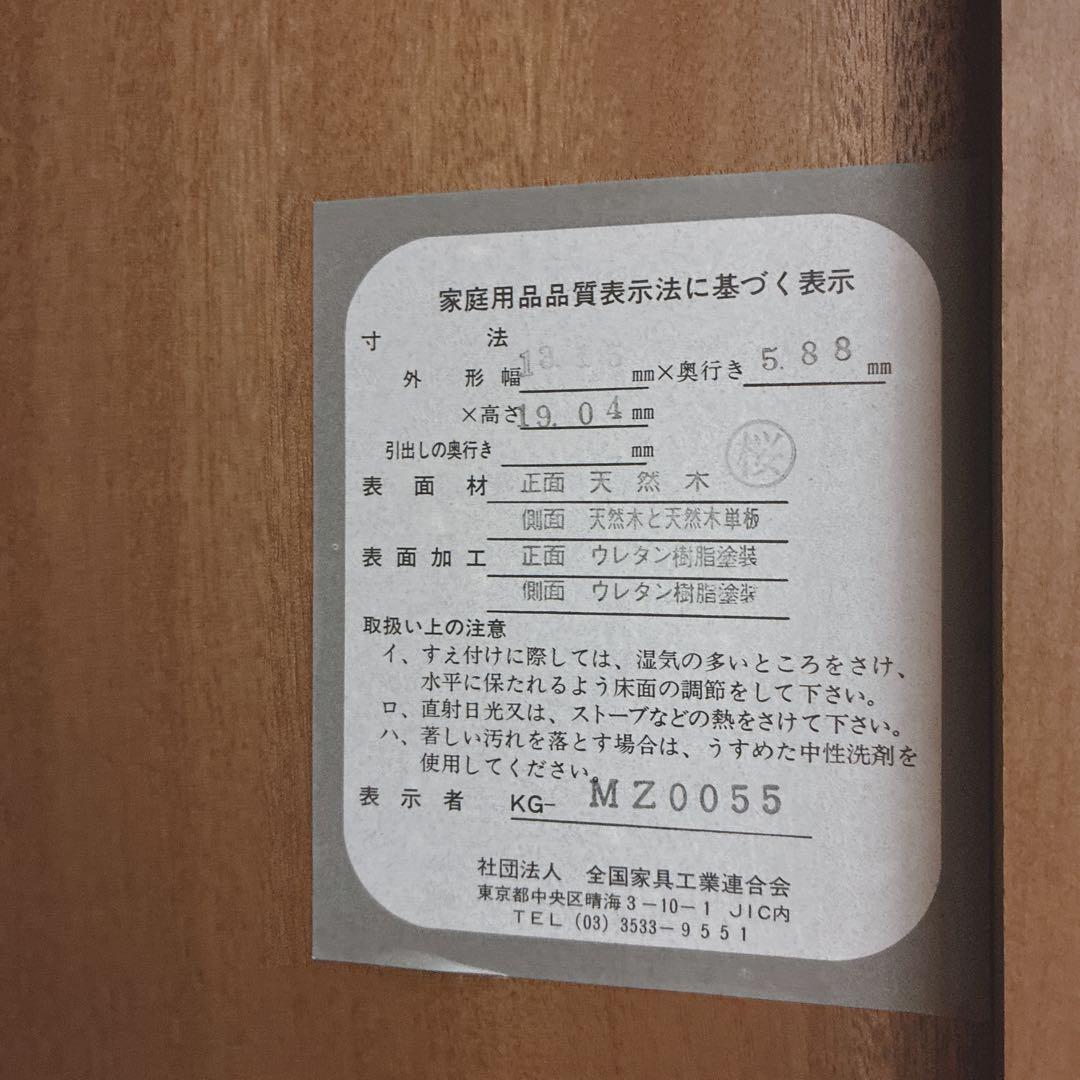 家庭用品品質表示法に基づく表示
寸法
外形幅 mm×奥行き 5.88 mm
×高さ 19.04 mm
引出しの奥行き mm
桜
表面材 正面 天然木
側面 天然木と天然木単板
表面加工 正面 ウレタン樹脂塗装
側面 ウレタン樹脂塗装
取扱い上の注意
イ、すえ付けに際しては、湿気の多いところをさけ、
水平に保たれるよう床面の調節をして下さい。
ロ、直射日光又は、ストーブなどの熱をさけて下さい。
ハ、著しい汚れを落とす場合は、うすめた中性洗剤を
使用してください。
表示者 KG- MZ0055
社団法人 全国家具工業連合会
東京都中央区晴海3-10-1 JIC内
TEL (03) 3533-9551